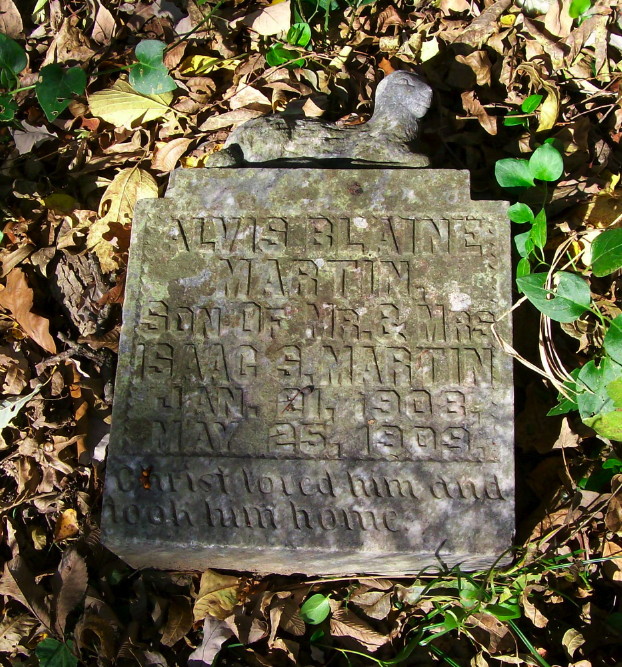 ALVIS BLAINE
MARTIN.
SON OF MR. & MRS
ISAAC S. MARTIN
JAN. 21, 1908.
MAY 25, 1909.
Christ loved him and
took him home.